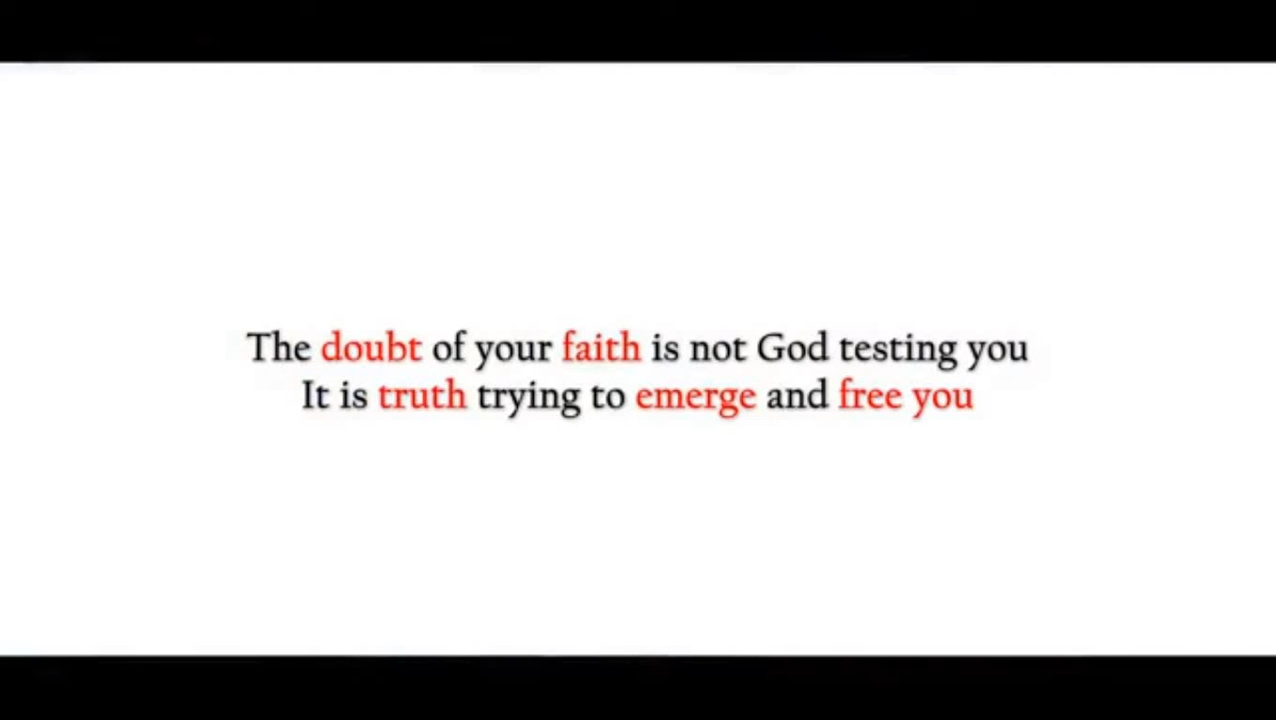 The doubt of your faith is not God testing you
It is truth trying to emerge and free you